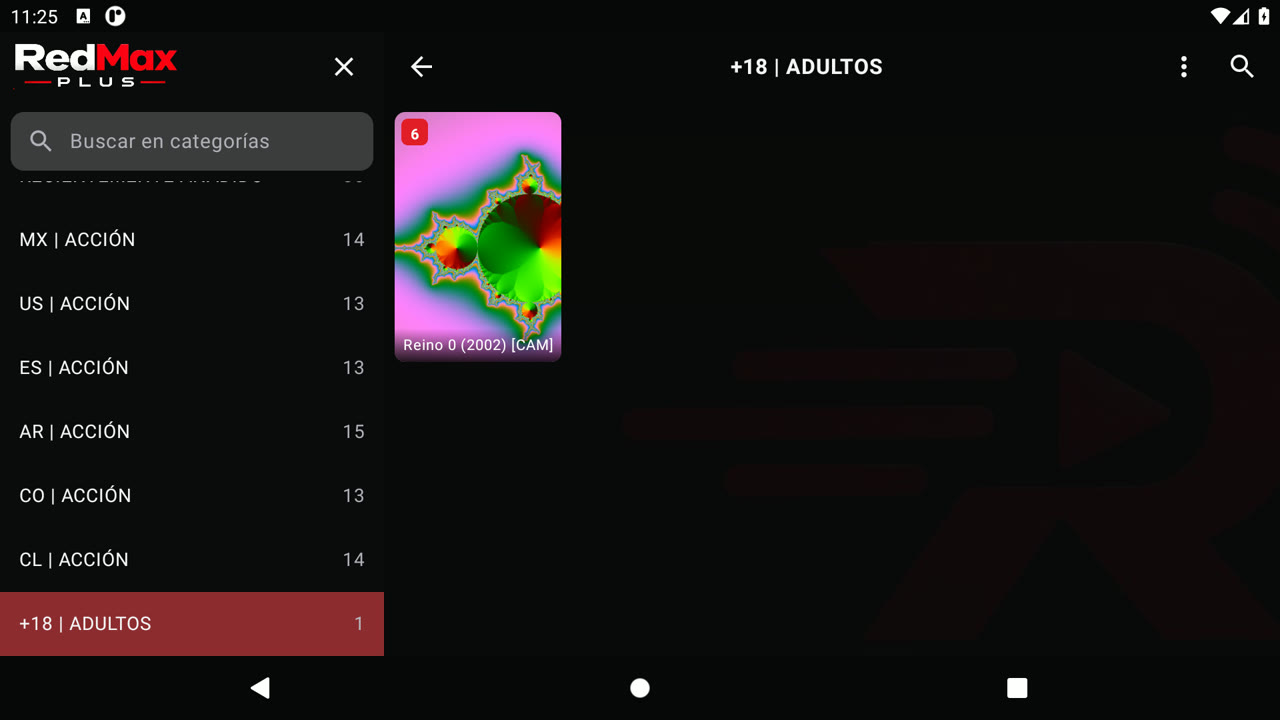 11:25
RedMax
PLUS
+18 | ADULTOS
Buscar en categorías
MX | ACCIÓN 14
US | ACCIÓN 13
ES | ACCIÓN 13
AR | ACCIÓN 15
CO | ACCIÓN 13
CL | ACCIÓN 14
+18 | ADULTOS 1
6
Reino 0 (2002) [CAM]